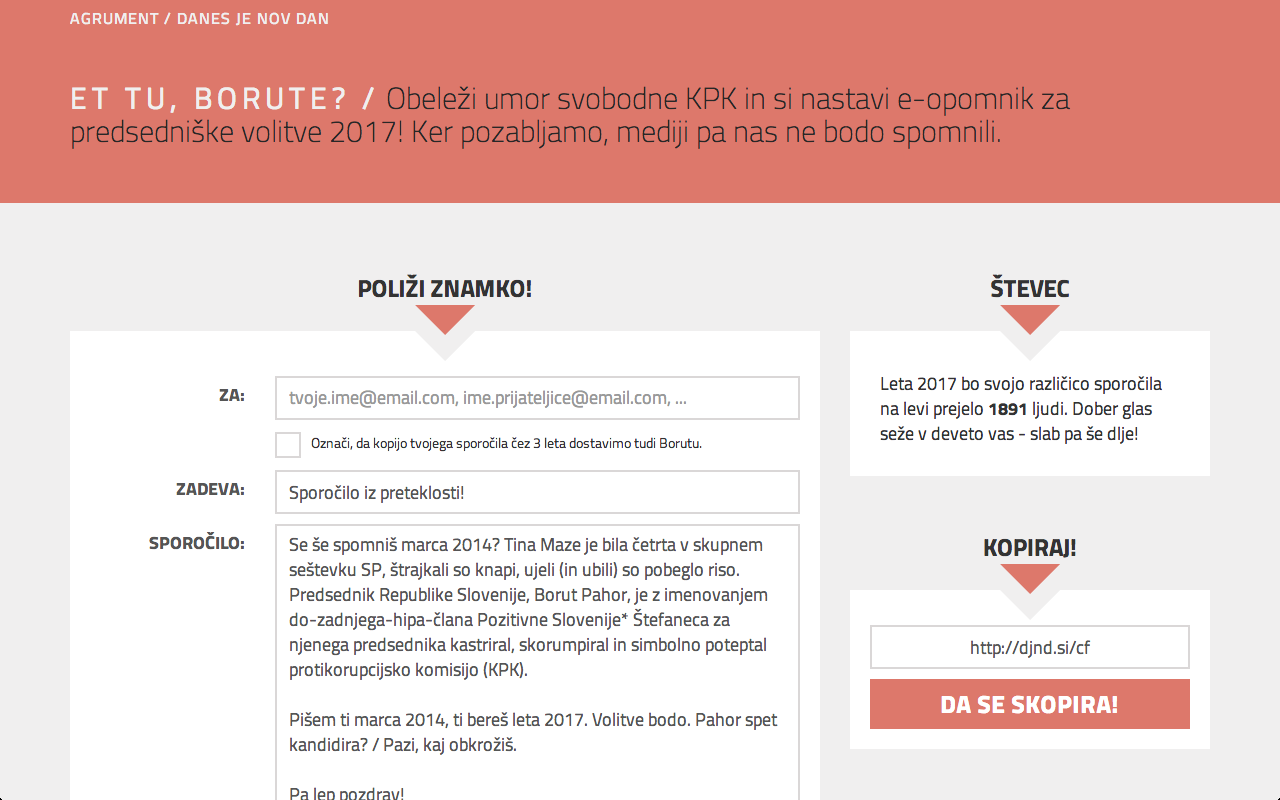 AGRUMENT / DANES JE NOV DAN
ET TU, BORUTE? / Obeleži umor svobodne KPK in si nastavi e-opomnik za
predsedniške volitve 2017! Ker pozabljamo, mediji pa nas ne bodo spomnili.
POLIŽI ZNAMKO!
ZA:
tvoje.ime@email.com, ime.prijateljice@email.com, ...
Označi, da kopijo tvojega sporočila čez 3 leta dostavimo tudi Borutu.
ZADEVA:
Sporočilo iz preteklosti!
SPOROČILO:
Se še spomniš marca 2014? Tina Maze je bila četrta v skupnem
seštevku SP, štrajkali so knapi, ujeli (in ubili) so pobeglo riso.
Predsednik Republike Slovenije, Borut Pahor, je z imenovanjem
do-zadnjega-hipa-člana Pozitivne Slovenije* Štefaneca za
njenega predsednika kastriral, skorumpiral in simbolno poteptal
protikorupcijsko komisijo (KPK).
Pišem ti marca 2014, ti bereš leta 2017. Volitve bodo. Pahor spet
kandidira? / Pazi, kaj obkrožiš.
Pa lep pozdrav!
ŠTEVEC
Leta 2017 bo svojo različico sporočila
na levi prejelo 1891 ljudi. Dober glas
seže v deveto vas - slab pa še dlje!
KOPIRAJ!
http://djnd.si/cf
DA SE SKOPIRA!